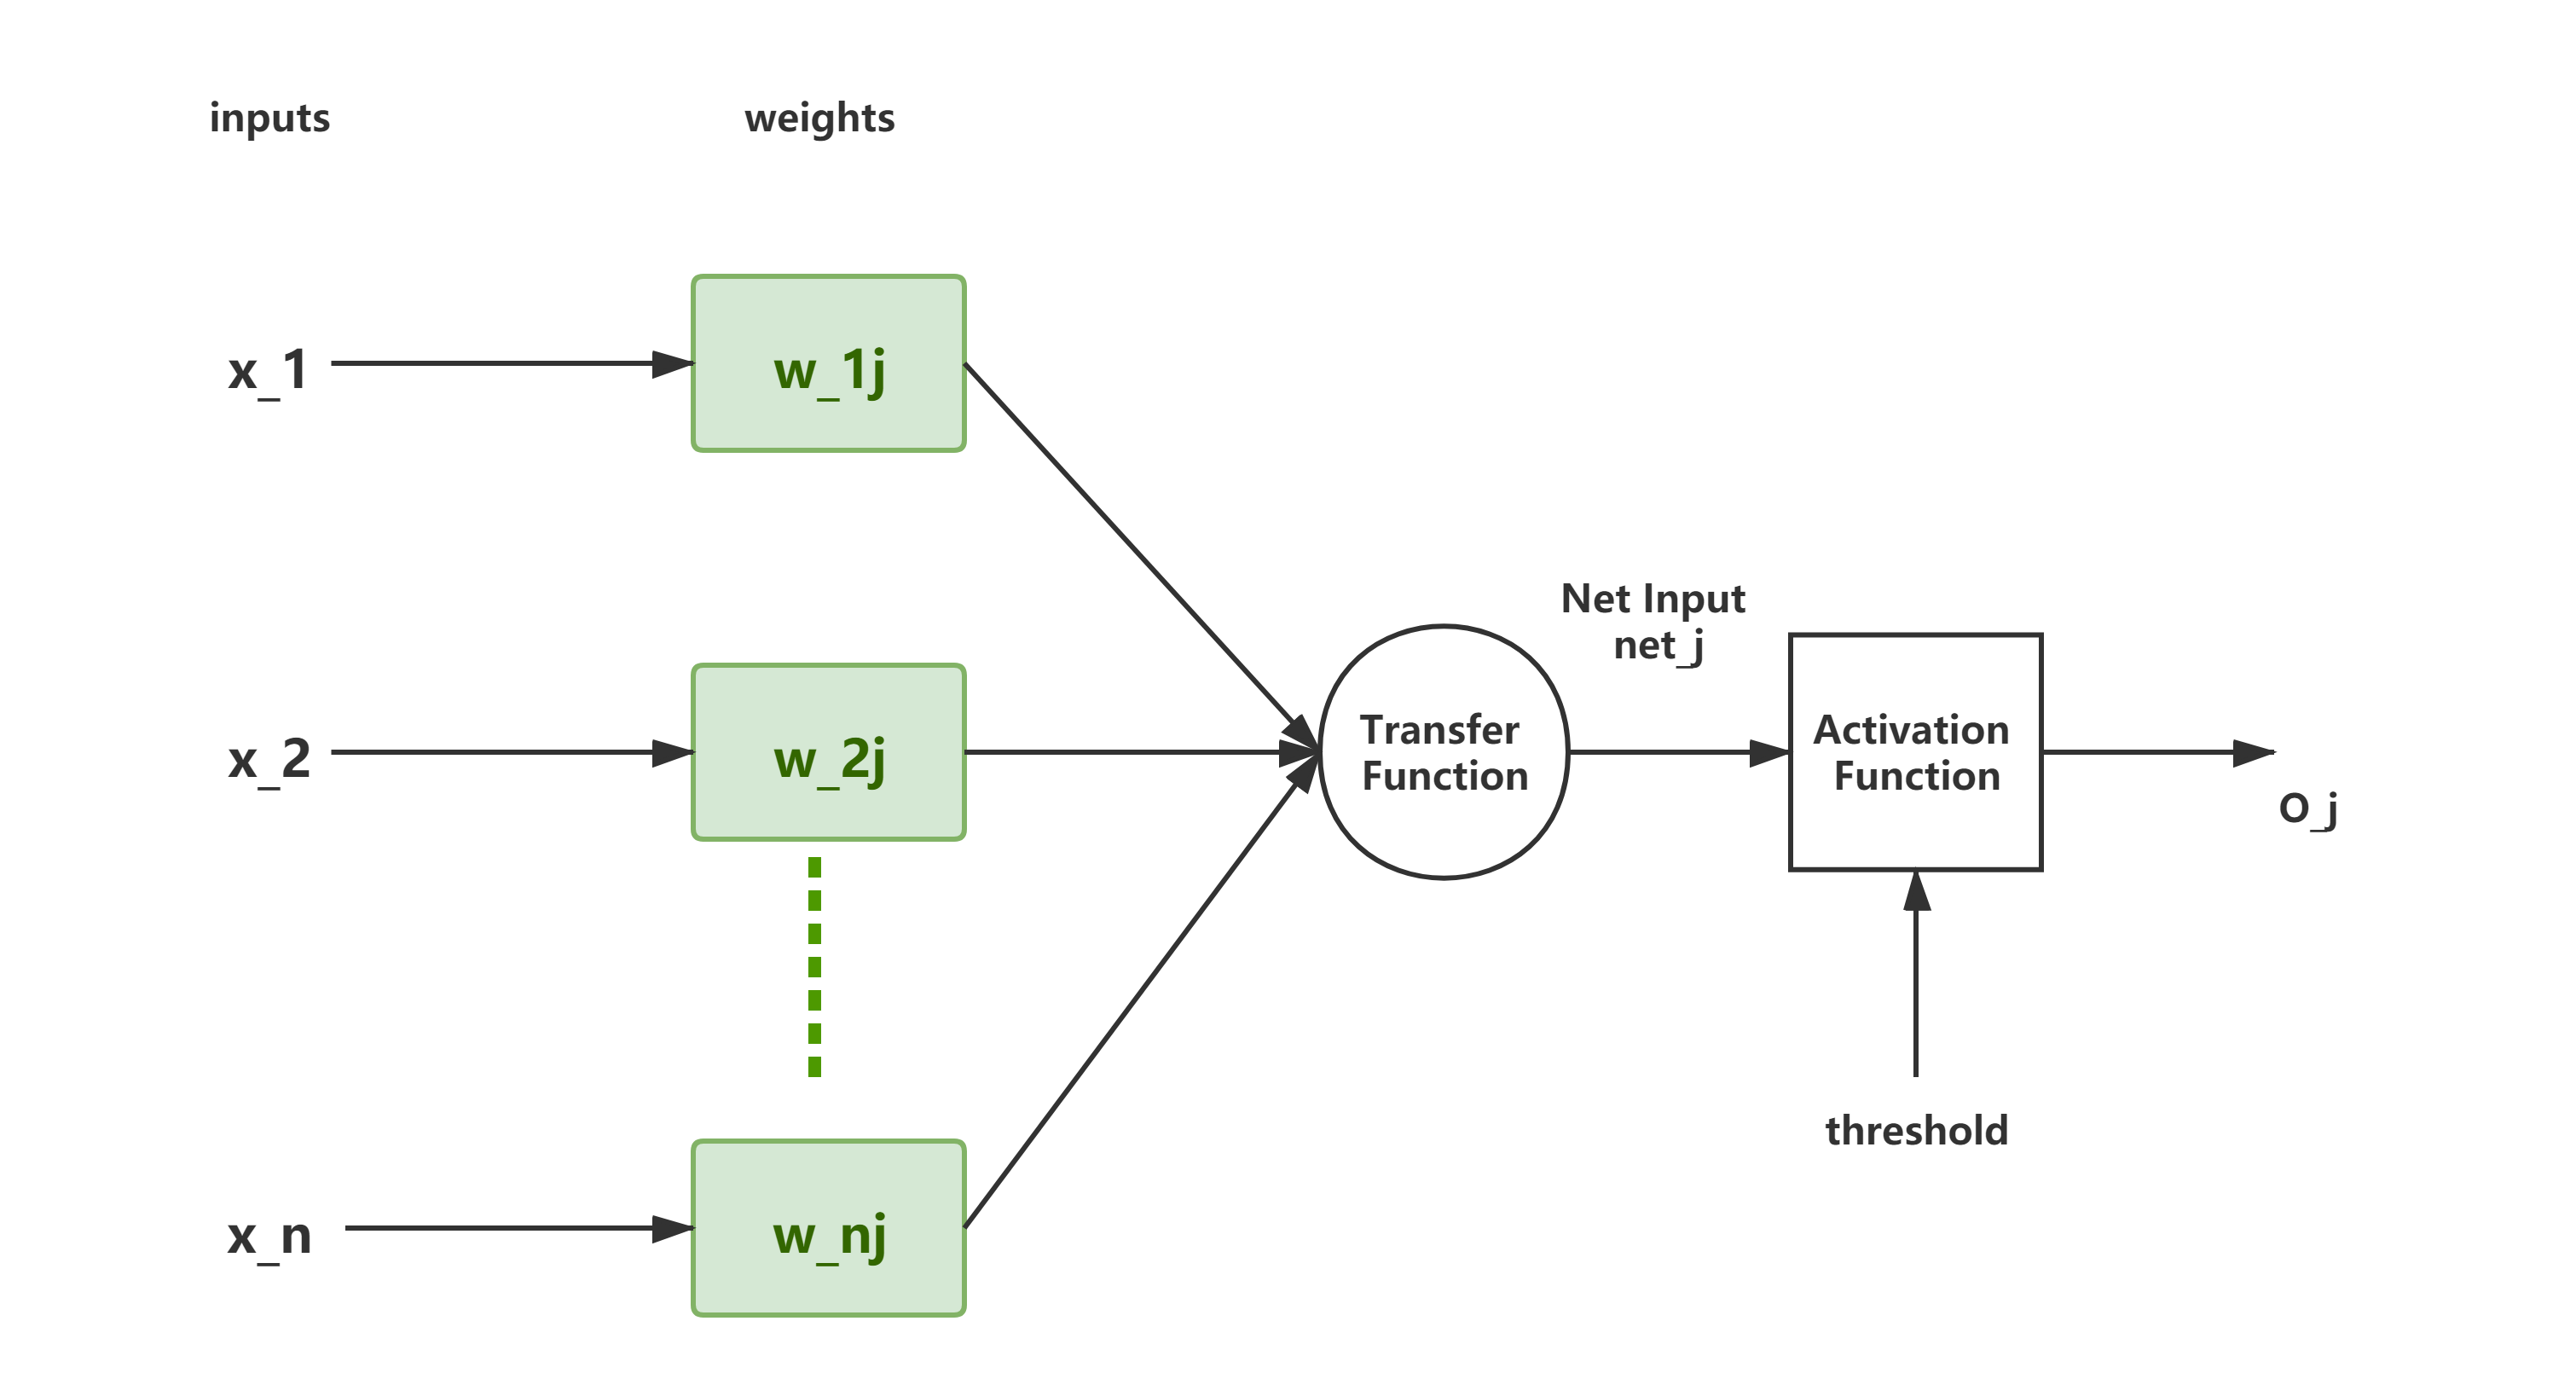 inputs
weights
x_1
w_1j
Net Input
net_j
x_2
w_2j
Transfer
Function
Activation
Function
O_j
threshold
x_n
w_nj